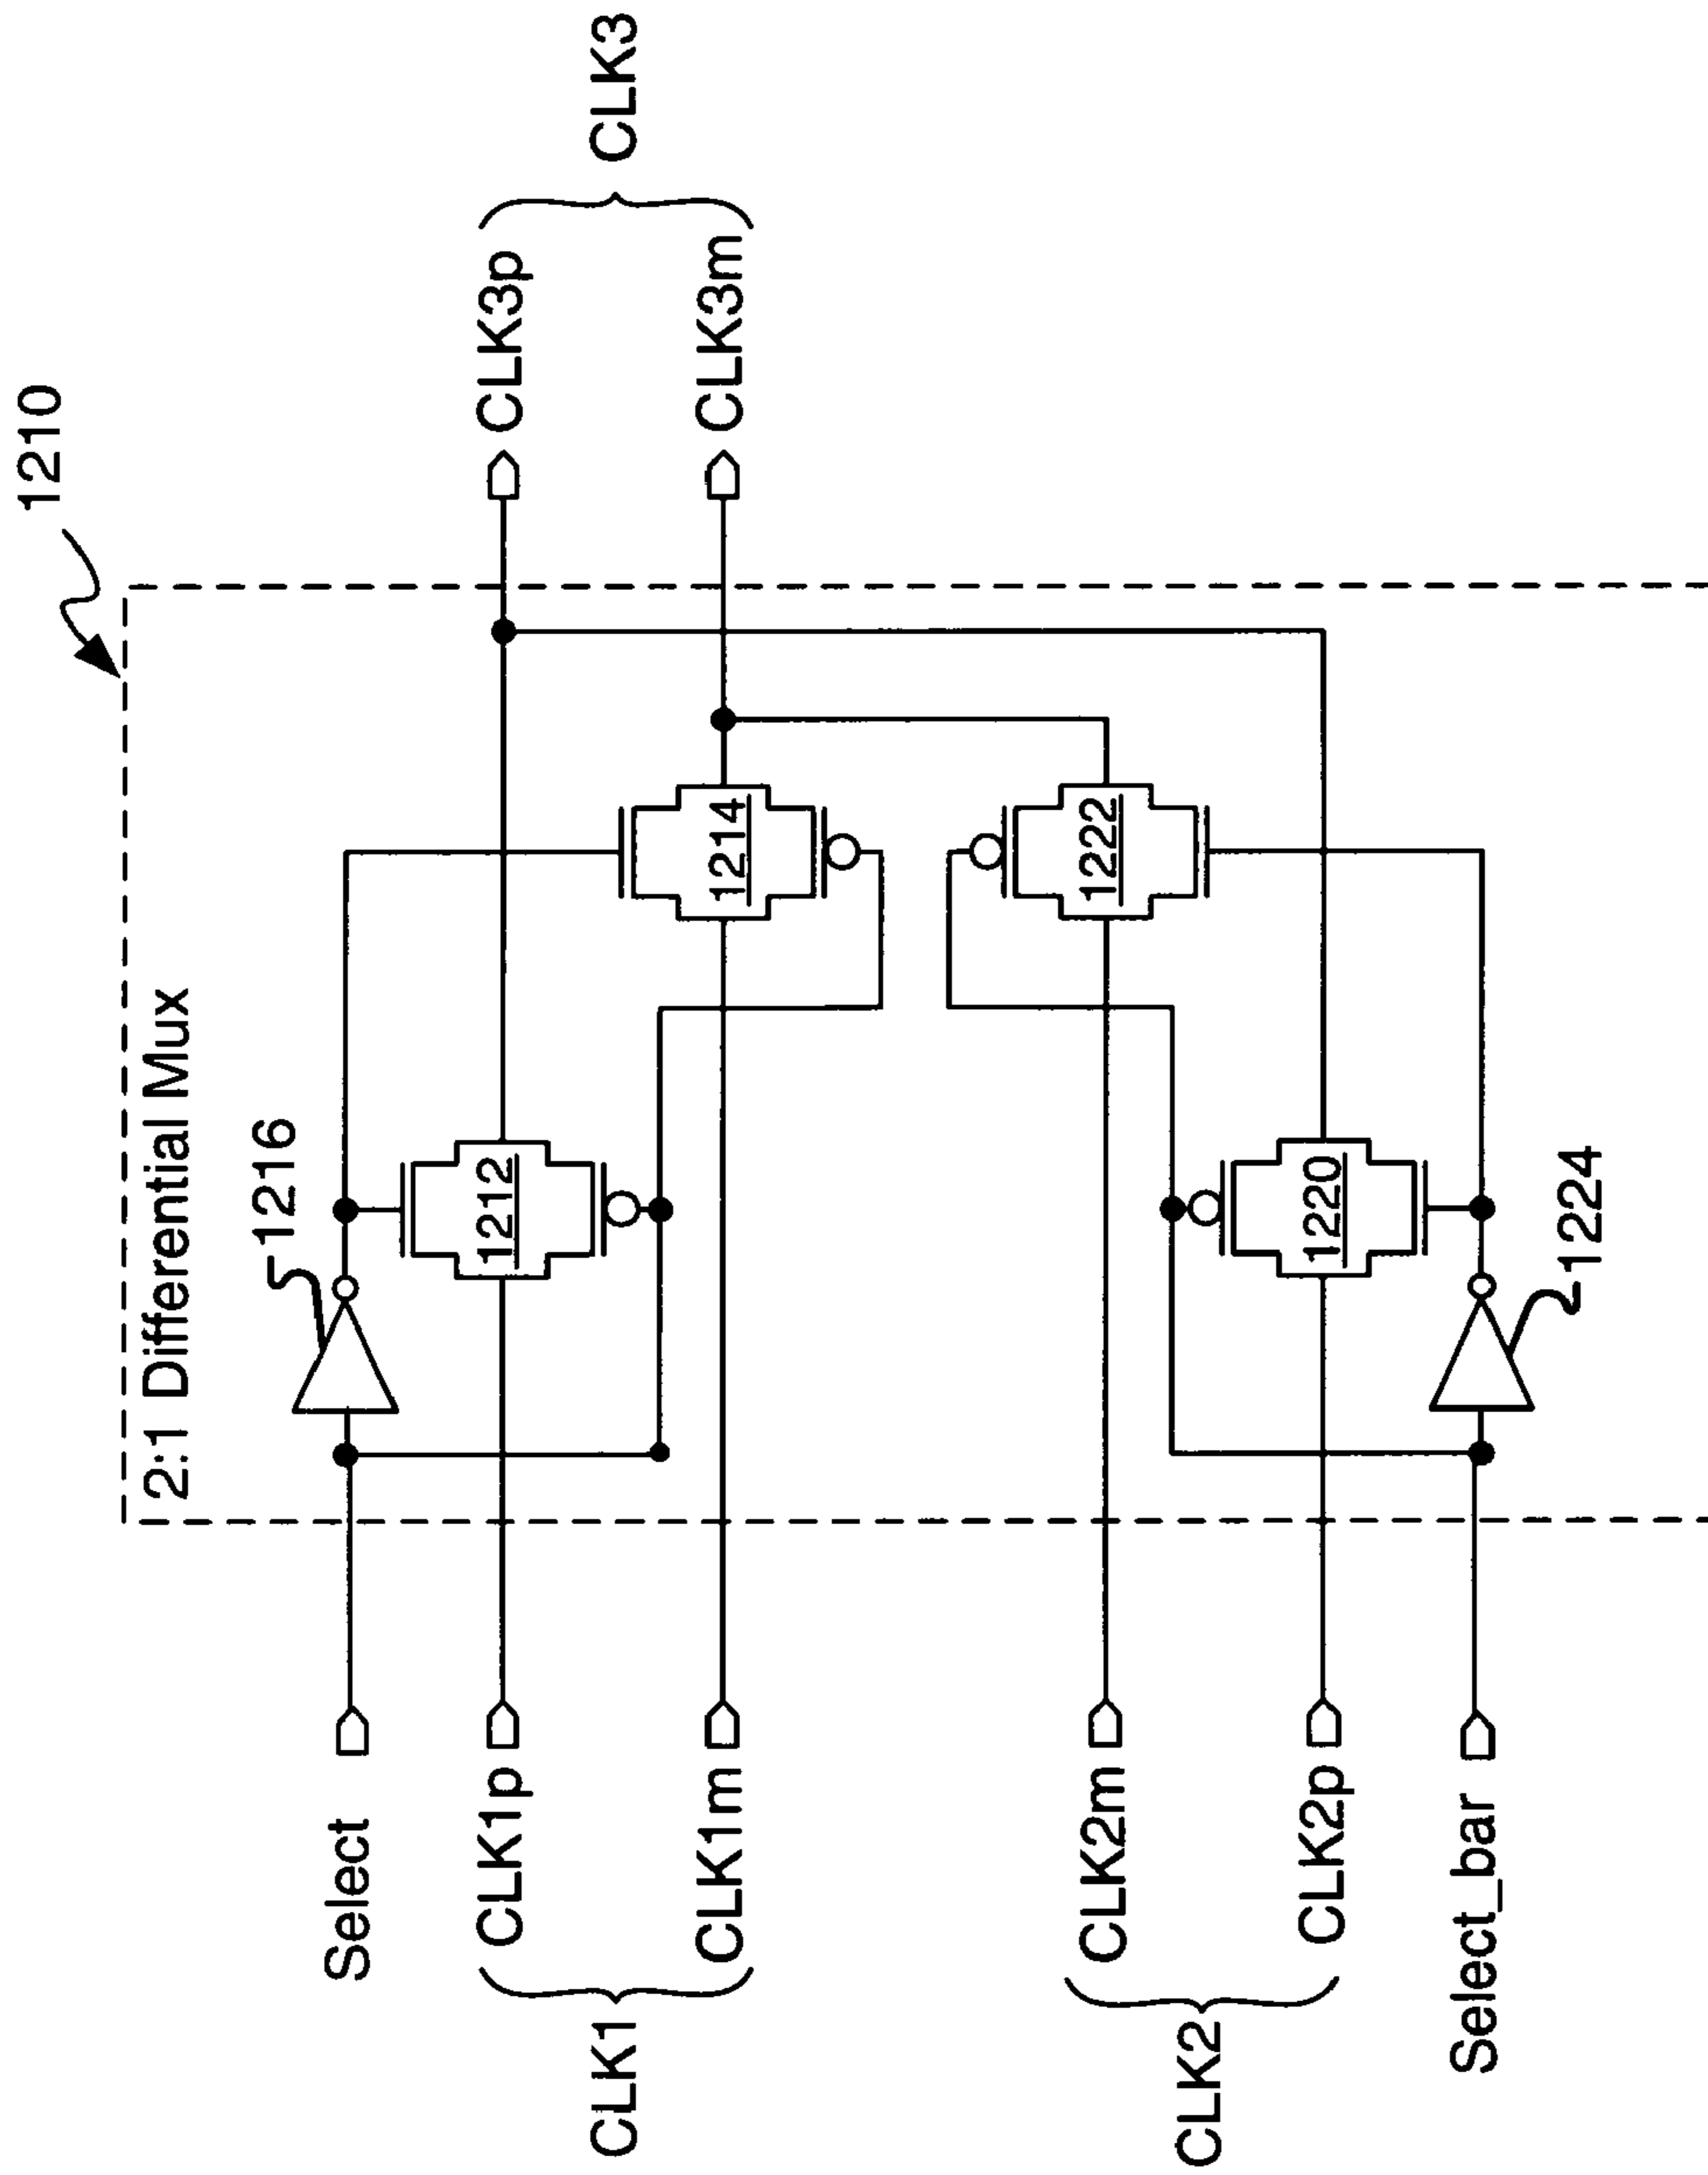 1210
2:1 Differential Mux
Select
1216
CLK1
CLK1p
1212
CLK3p
CLK3
CLK1m
1214
CLK3m
CLK2
CLK2m
1222
CLK2p
1220
Select_bar
1224